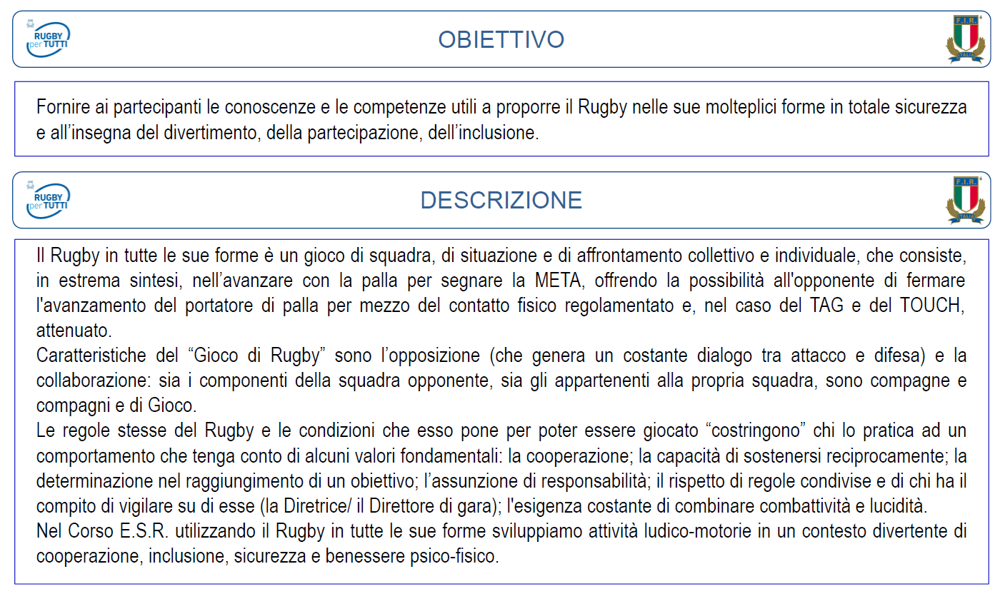 RUGBY
per TUTTI
OBIETTIVO
F.I.R.
ITALIA
Fornire ai partecipanti le conoscenze e le competenze utili a proporre il Rugby nelle sue molteplici forme in totale sicurezza
e all’insegna del divertimento, della partecipazione, dell’inclusione.
RUGBY
per TUTTI
DESCRIZIONE
F.I.R.
ITALIA
Il Rugby in tutte le sue forme è un gioco di squadra, di situazione e di affrontamento collettivo e individuale, che consiste,
in estrema sintesi, nell’avanzare con la palla per segnare la META, offrendo la possibilità all'opponente di fermare
l'avanzamento del portatore di palla per mezzo del contatto fisico regolamentato e, nel caso del TAG e del TOUCH,
attenuato.
Caratteristiche del “Gioco di Rugby” sono l’opposizione (che genera un costante dialogo tra attacco e difesa) e la
collaborazione: sia i componenti della squadra opponente, sia gli appartenenti alla propria squadra, sono compagne e
compagni e di Gioco.
Le regole stesse del Rugby e le condizioni che esso pone per poter essere giocato “costringono” chi lo pratica ad un
comportamento che tenga conto di alcuni valori fondamentali: la cooperazione; la capacità di sostenersi reciprocamente; la
determinazione nel raggiungimento di un obiettivo; l’assunzione di responsabilità; il rispetto di regole condivise e di chi ha il
compito di vigilare su di esse (la Diretrice/ il Direttore di gara); l'esigenza costante di combinare combattività e lucidità.
Nel Corso E.S.R. utilizzando il Rugby in tutte le sue forme sviluppiamo attività ludico-motorie in un contesto divertente di
cooperazione, inclusione, sicurezza e benessere psico-fisico.